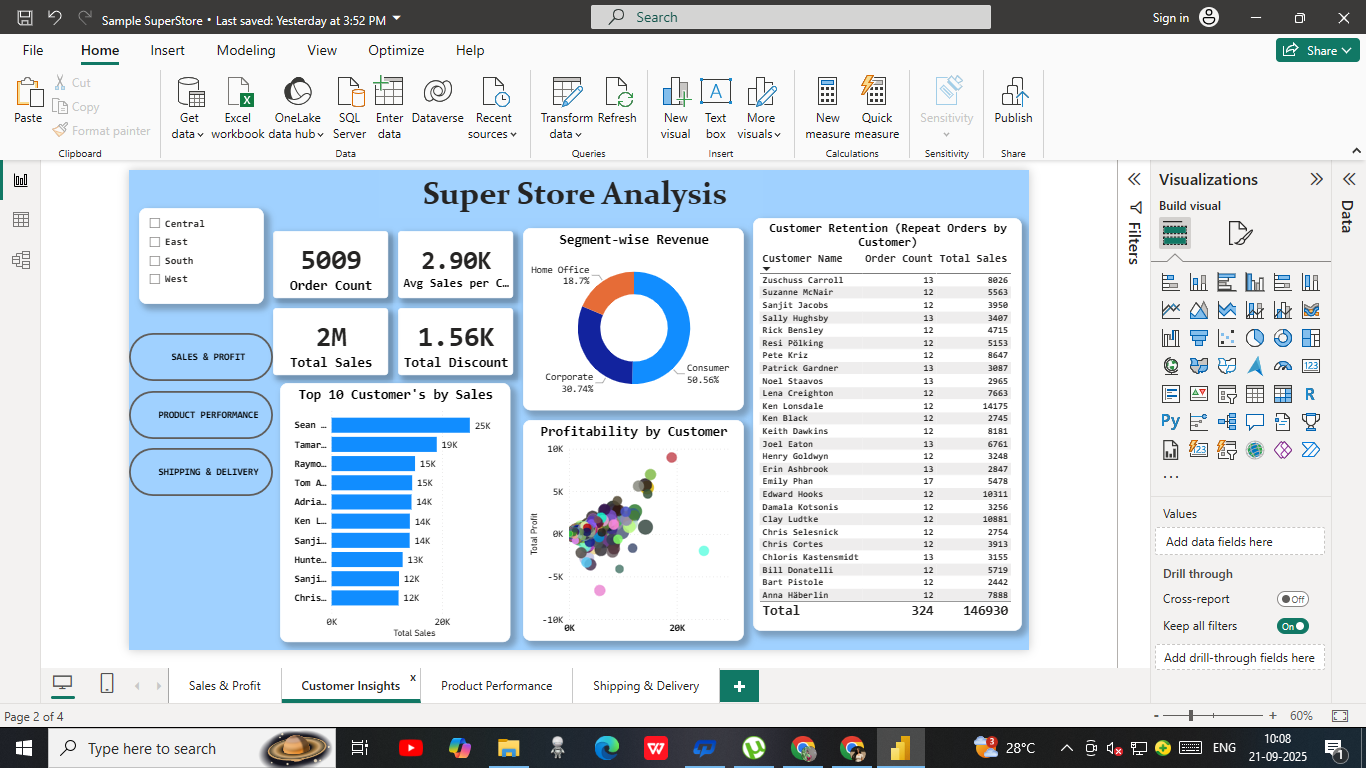 Sample SuperStore • Last saved: Yesterday at 3:52 PM
Search
Sign in
File Home Insert Modeling View Optimize Help
Share
Paste
Cut
Copy
Format painter
Clipboard
Get data
Excel workbook
OneLake data hub
SQL Server
Enter data
Dataverse
Recent sources
Data
Transform data
Refresh
Queries
New visual
Text box
More visuals
Insert
New measure
Quick measure
Calculations
Sensitivity
Sensitivity
Publish
Share
Super Store Analysis
Central
East
South
West
SALES & PROFIT
PRODUCT PERFORMANCE
SHIPPING & DELIVERY
5009
Order Count
2.90K
Avg Sales per C...
2M
Total Sales
1.56K
Total Discount
Top 10 Customer's by Sales
Sean ... 25K
Tamar... 19K
Raymo... 15K
Tom A... 15K
Adria... 14K
Ken L... 14K
Sanji... 14K
Hunte... 13K
Sanji... 12K
Chris... 12K
0K 20K
Total Sales
Segment-wise Revenue
Home Office
18.7%
Corporate
30.74%
Consumer
50.56%
Profitability by Customer
10K
5K
0K
-5K
-10K
Total Profit
0K 20K
Customer Retention (Repeat Orders by
Customer)
Customer Name Order Count Total Sales
Zuschuss Carroll 13 8026
Suzanne McNair 12 5563
Sanjit Jacobs 12 3950
Sally Hughsby 13 3407
Rick Bensley 12 4715
Resi Pölking 12 5153
Pete Kriz 12 8647
Patrick Gardner 13 3087
Noel Staavos 13 2965
Lena Creighton 12 7663
Ken Lonsdale 12 14175
Ken Black 12 2745
Keith Dawkins 12 8181
Joel Eaton 13 6761
Henry Goldwyn 12 3248
Erin Ashbrook 13 2847
Emily Phan 17 5478
Edward Hooks 12 10311
Damala Kotsonis 12 3256
Clay Ludtke 12 10881
Chris Selesnick 12 2754
Chris Cortes 12 3913
Chloris Kastensmidt 13 3155
Bill Donatelli 12 5719
Bart Pistole 12 2442
Anna Häberlin 12 7888
Total 324 146930
Filters
Visualizations
Build visual
123
R
Py
...
Values
Add data fields here
Drill through
Cross-report Off
Keep all filters On
Add drill-through fields here
Data
Sales & Profit
Customer Insights x
Product Performance
Shipping & Delivery
+
Page 2 of 4
- + 60%
Type here to search
3
28°C
ENG
10:08
21-09-2025
1